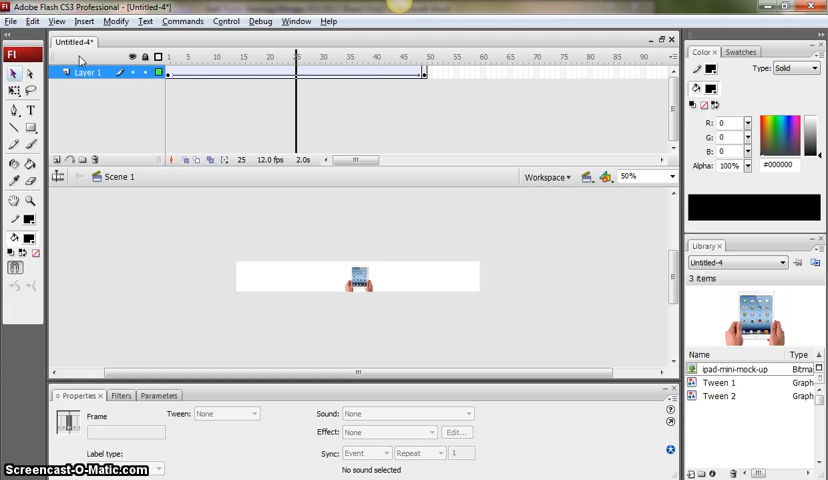 Adobe Flash CS3 Professional - [Untitled-4*]
File Edit View Insert Modify Text Commands Control Debug Window Help
Untitled-4*
Fl
1 5 10 15 20 25 30 35 40 45 50 55 60 65 70 75 80 85 90
Layer 1
25 12.0 fps 2.0s
Scene 1
Workspace
50%
Properties Filters Parameters
Frame
Tween: None
Label type:
Sound: None
Effect: None
Edit...
Sync: Event Repeat 1
No sound selected
Color Swatches
Type: Solid
R: 0
G: 0
B: 0
Alpha: 100%
#000000
Library
Untitled-4
3 items
Name Type
ipad-mini-mock-up Bitma
Tween 1 Graph
Tween 2 Graph
Screencast-O-Matic.com